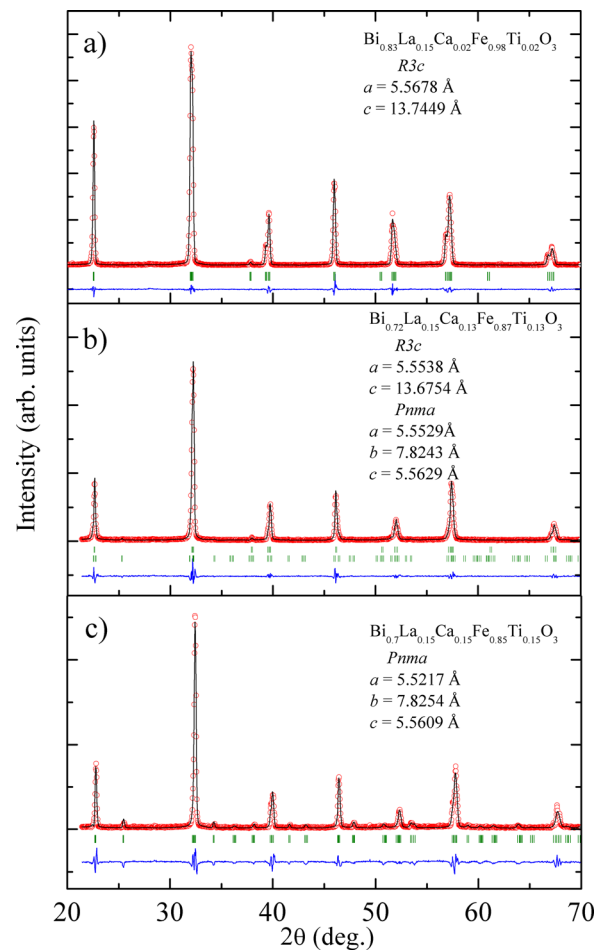 a)
Bi₀.₈₃La₀.₁₅Ca₀.₀₂Fe₀.₉₈Ti₀.₀₂O₃
R3c
a = 5.5678 Å
c = 13.7449 Å
b)
Bi₀.₇₂La₀.₁₅Ca₀.₁₃Fe₀.₈₇Ti₀.₁₃O₃
R3c
a = 5.5538 Å
c = 13.6754 Å
Pnma
a = 5.5529Å
b = 7.8243 Å
c = 5.5629 Å
c)
Bi₀.₇La₀.₁₅Ca₀.₁₅Fe₀.₈₅Ti₀.₁₅O₃
Pnma
a = 5.5217 Å
b = 7.8254 Å
c = 5.5609 Å
Intensity (arb. units)
20 30 40 50 60 70
2θ (deg.)